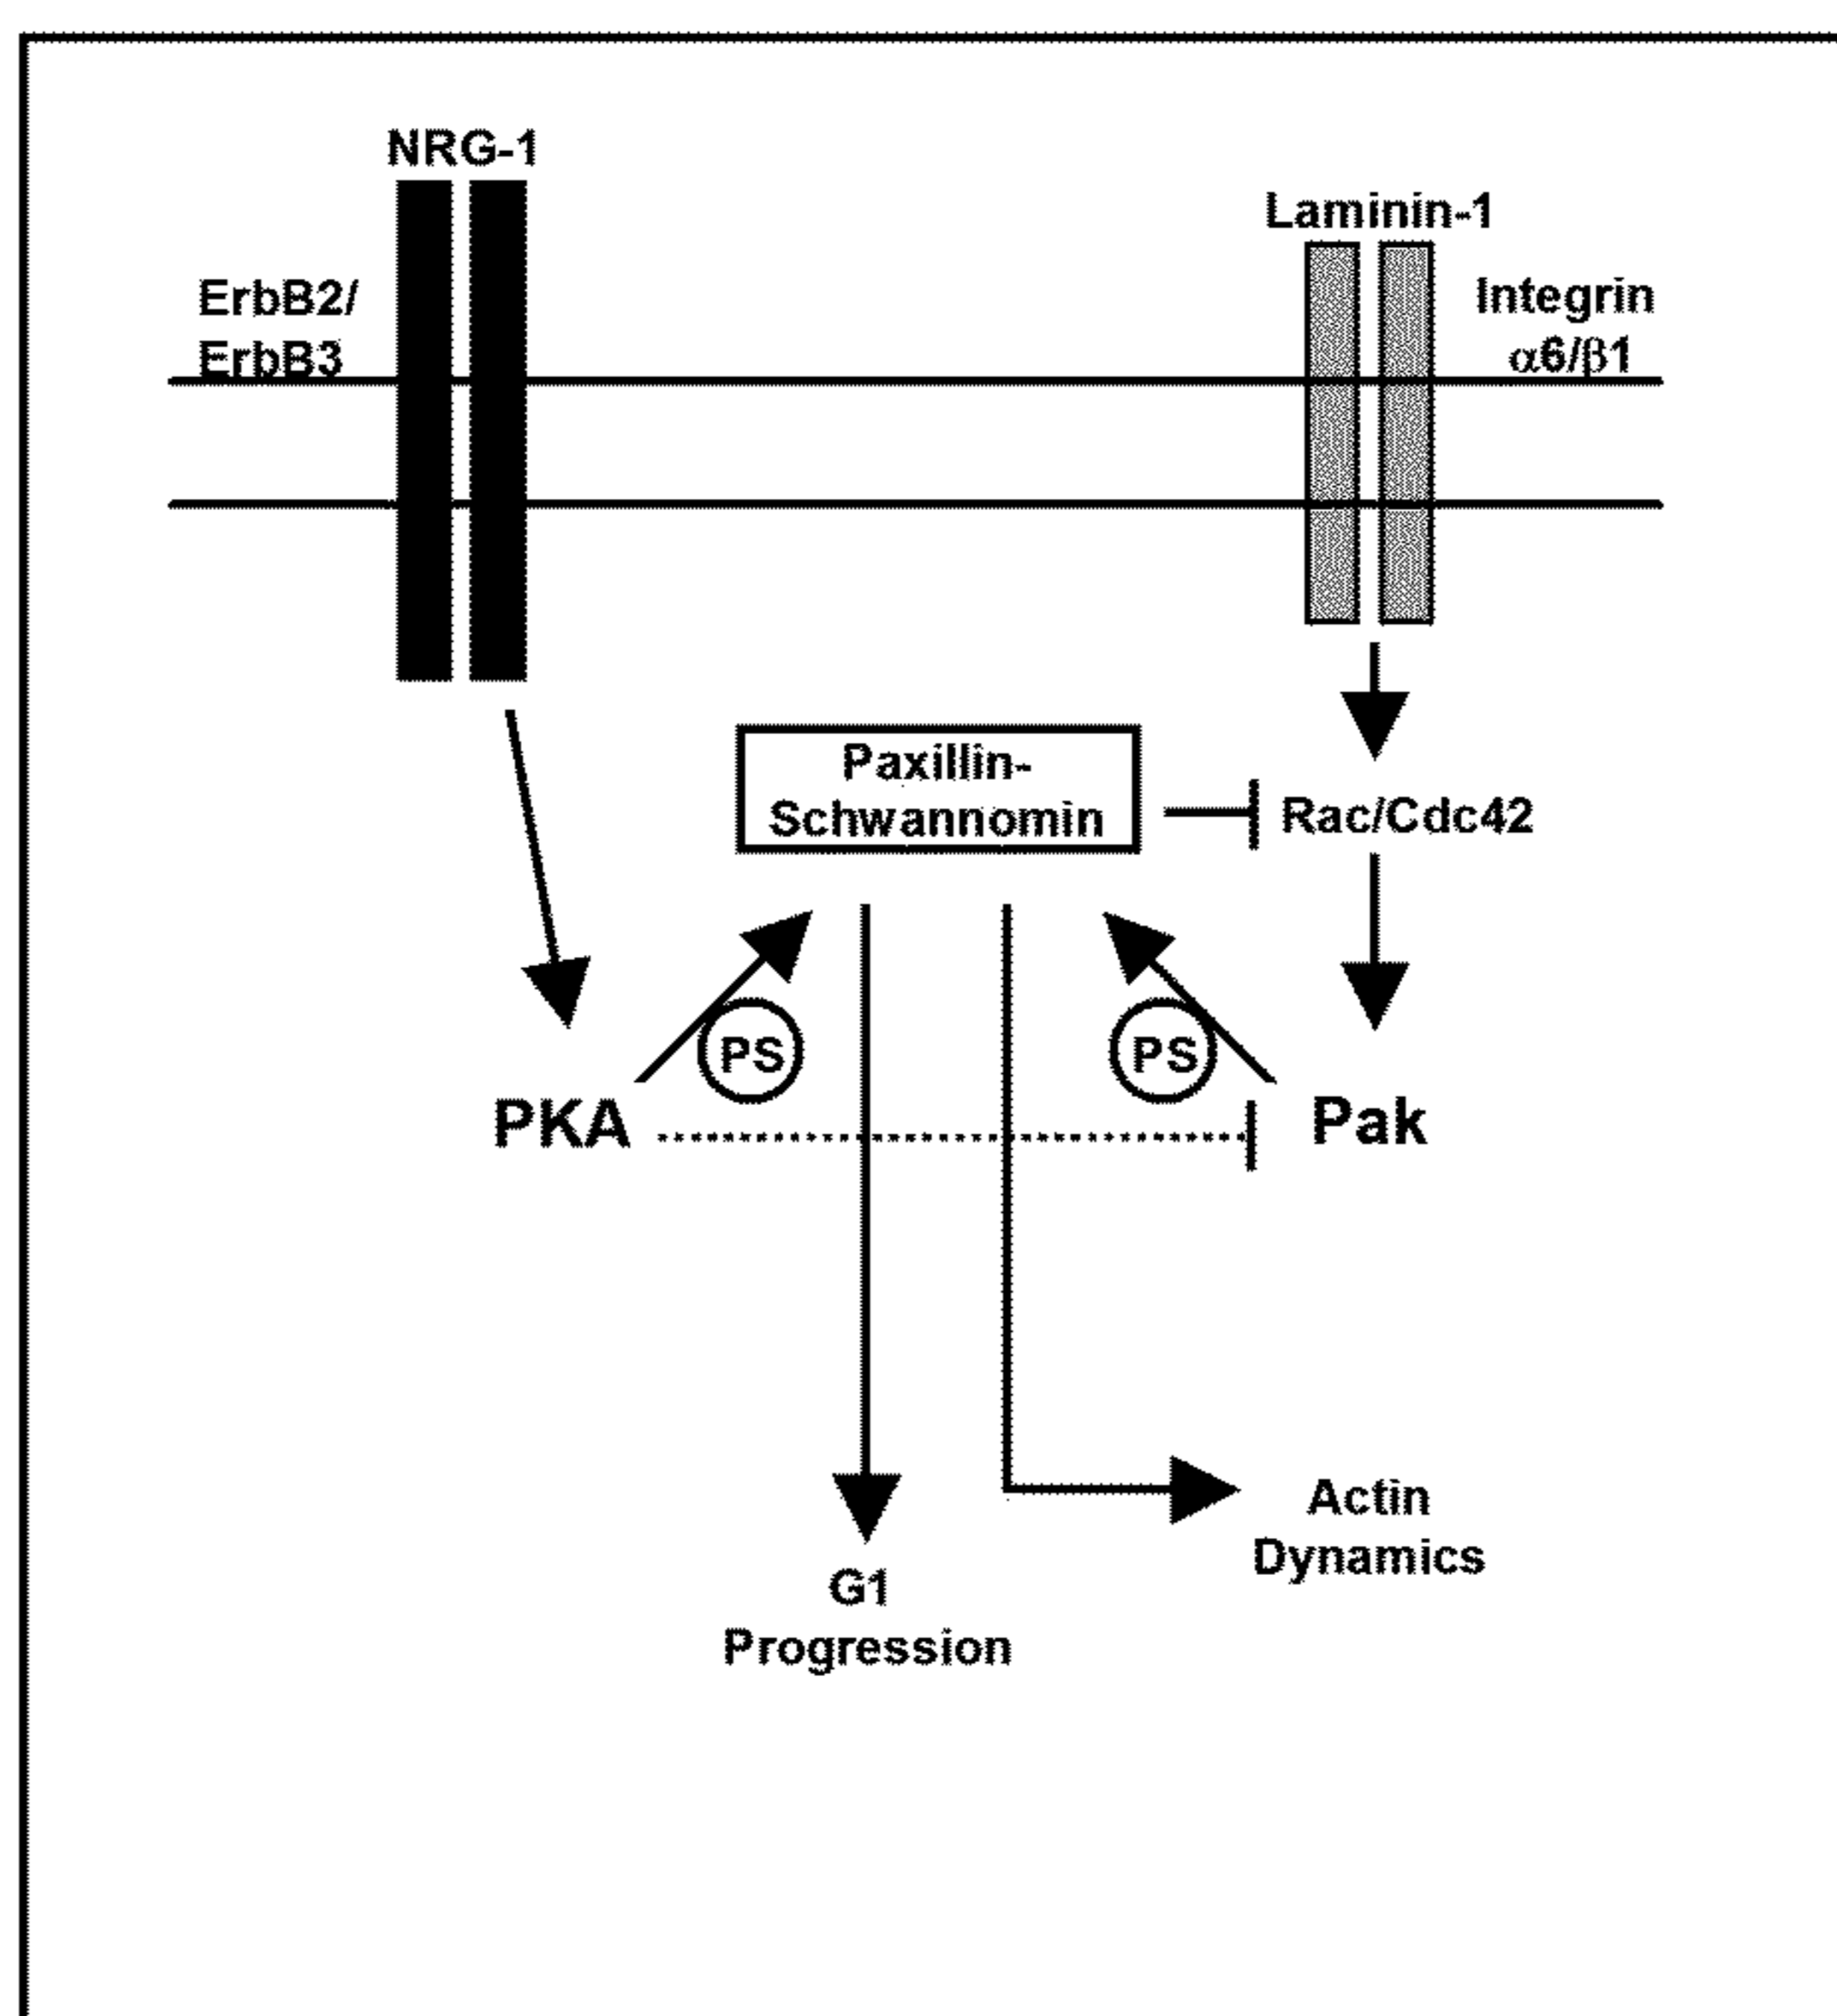 NRG-1
Laminin-1
ErbB2/
ErbB3
Integrin
α6/β1
Paxillin-
Schwannomin
Rac/Cdc42
PS
PS
PKA
Pak
Actin
Dynamics
G1
Progression